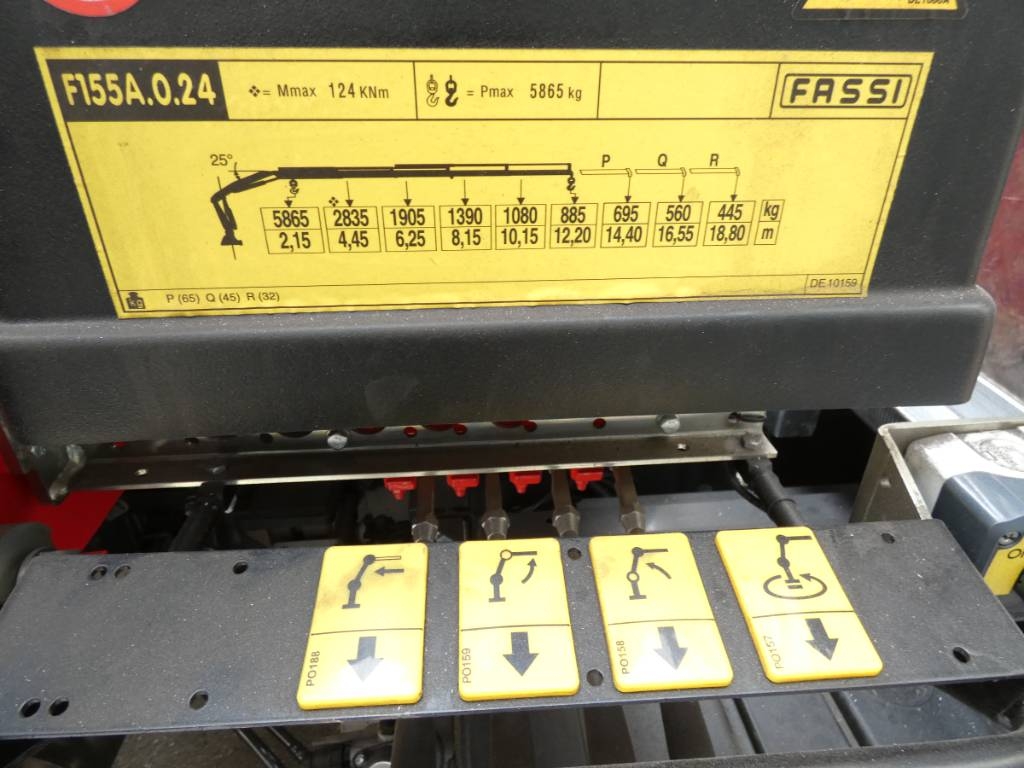 F155A.0.24 = Mmax 124 KNm = Pmax 5865 kg FASSI
25° P Q R
5865 2835 1905 1390 1080 885 695 560 445 kg
2,15 4,45 6,25 8,15 10,15 12,20 14,40 16,55 18,80 m
kg P (65) Q (45) R (32) DE10159
PO188 PO159 PO158 PO157